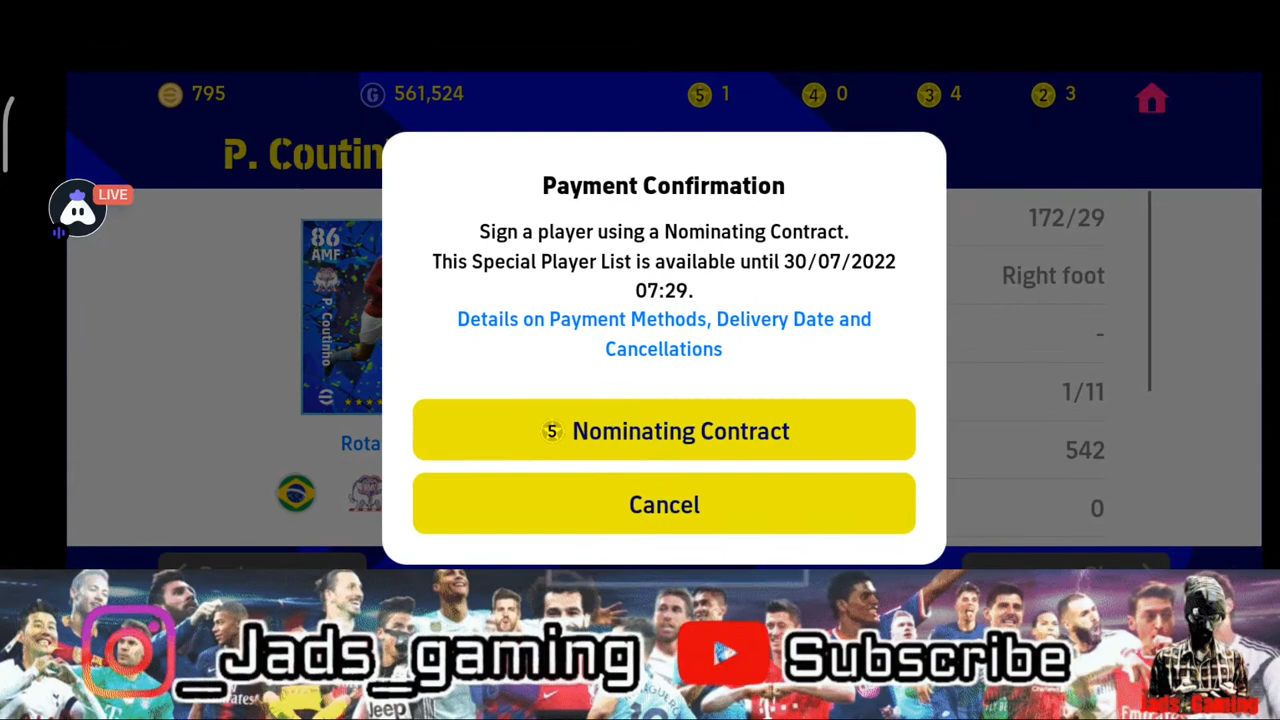 795 561,524 5 1 4 0 3 4 2 3
P. Coutin
LIVE
Payment Confirmation
Sign a player using a Nominating Contract.
This Special Player List is available until 30/07/2022
07:29.
Details on Payment Methods, Delivery Date and
Cancellations
5 Nominating Contract
Cancel
86
AMF
P. Coutinho
Rota
172/29
Right foot
-
1/11
542
0
_Jads_gaming Subscribe
Jeep
Jads_Gaming